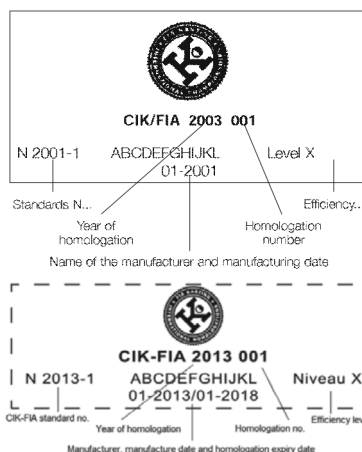 CIK/FIA 2003 001
N 2001-1 ABCDEFGHIJKL Level X
01-2001
Standards N... Efficiency..
Year of homologation Homologation number
Name of the manufacturer and manufacturing date
CIK-FIA 2013 001
N 2013-1 ABCDEFGHIJKL Niveau X
01-2013/01-2018
CIK-FIA standard no. Efficiency lev
Year of homologation Homologation no.
Manufacturer, manufacture date and homologation expiry date